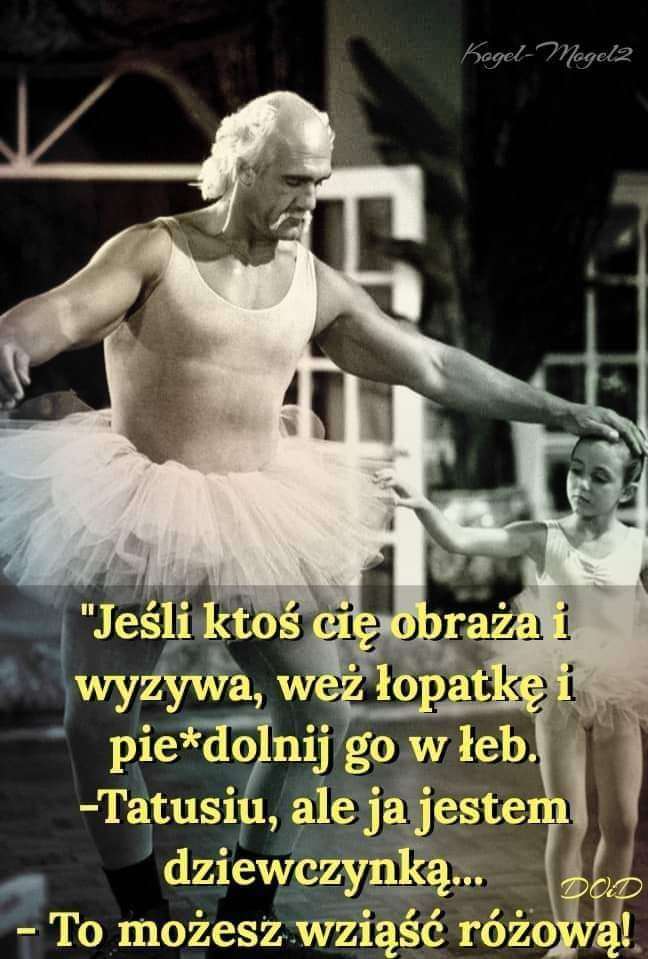 Kogel-Mogel2
"Jeśli ktoś cię obraża i
wyzywa, weż łopatkę i
pie*dolnij go w łeb.
-Tatusiu, ale ja jestem
dziewczynką...
DOiD
- To możesz wziąść różową!